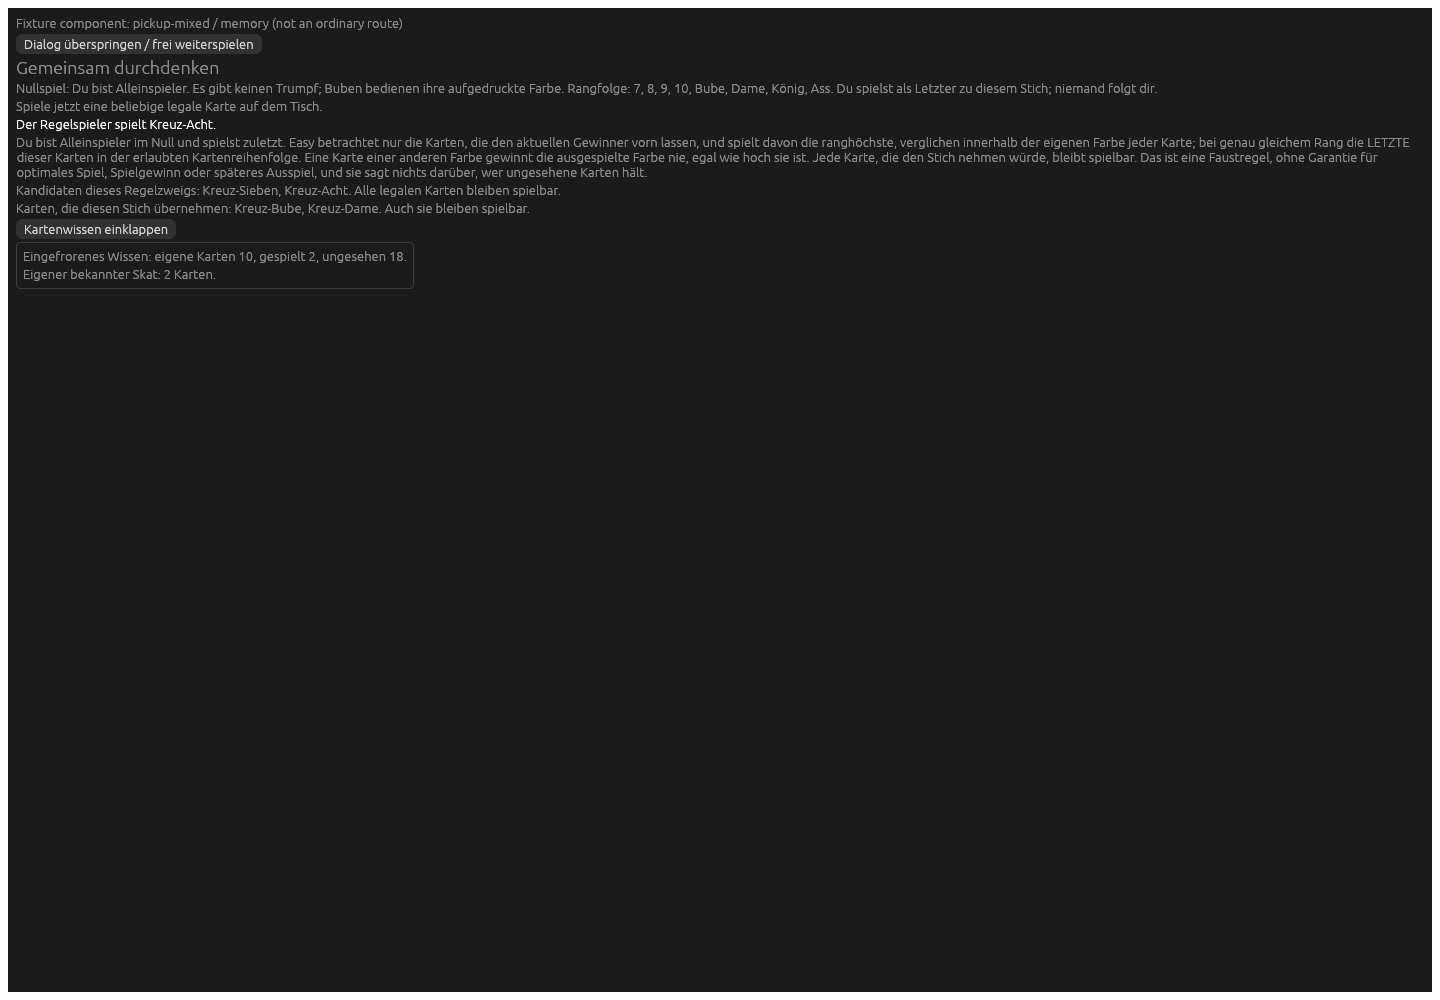 Fixture component: pickup-mixed / memory (not an ordinary route)
Dialog überspringen / frei weiterspielen
Gemeinsam durchdenken
Nullspiel: Du bist Alleinspieler. Es gibt keinen Trumpf; Buben bedienen ihre aufgedruckte Farbe. Rangfolge: 7, 8, 9, 10, Bube, Dame, König, Ass. Du spielst als Letzter zu diesem Stich; niemand folgt dir.
Spiele jetzt eine beliebige legale Karte auf dem Tisch.
Der Regelspieler spielt Kreuz-Acht.
Du bist Alleinspieler im Null und spielst zuletzt. Easy betrachtet nur die Karten, die den aktuellen Gewinner vorn lassen, und spielt davon die ranghöchste, verglichen innerhalb der eigenen Farbe jeder Karte; bei genau gleichem Rang die LETZTE
dieser Karten in der erlaubten Kartenreihenfolge. Eine Karte einer anderen Farbe gewinnt die ausgespielte Farbe nie, egal wie hoch sie ist. Jede Karte, die den Stich nehmen würde, bleibt spielbar. Das ist eine Faustregel, ohne Garantie für
optimales Spiel, Spielgewinn oder späteres Ausspiel, und sie sagt nichts darüber, wer ungesehene Karten hält.
Kandidaten dieses Regelzweigs: Kreuz-Sieben, Kreuz-Acht. Alle legalen Karten bleiben spielbar.
Karten, die diesen Stich übernehmen: Kreuz-Bube, Kreuz-Dame. Auch sie bleiben spielbar.
Kartenwissen einklappen
Eingefrorenes Wissen: eigene Karten 10, gespielt 2, ungesehen 18.
Eigener bekannter Skat: 2 Karten.